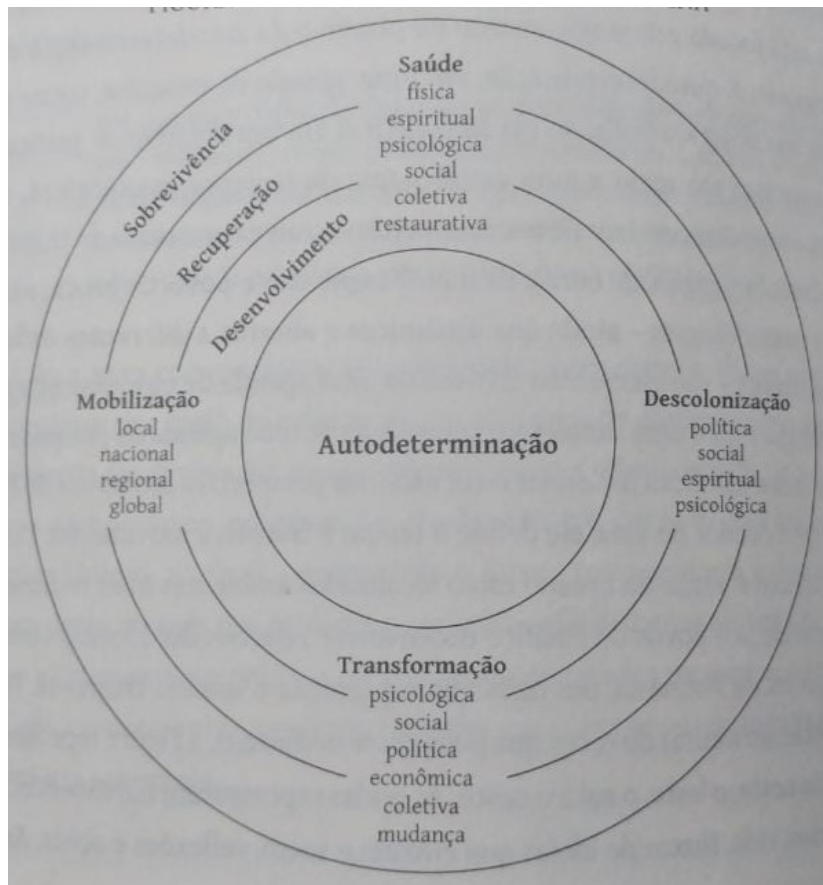 Saúde
física
espiritual
psicológica
social
coletiva
restaurativa
Sobrevivência
Recuperação
Desenvolvimento
Mobilização
local
nacional
regional
global
Autodeterminação
Descolonização
política
social
espiritual
psicológica
Transformação
psicológica
social
política
econômica
coletiva
mudança